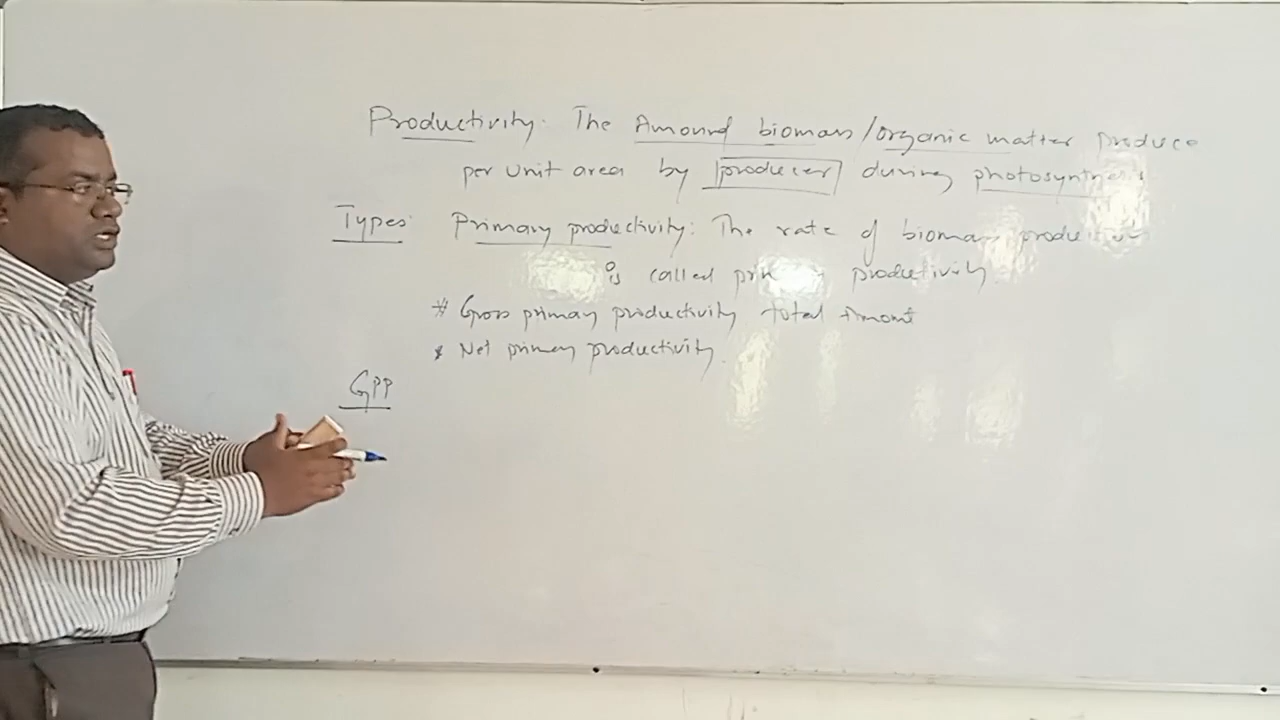 Productivity: The Amound biomass/organic matter produce
per unit area by producer during photosynthesis
Types: Primary productivity: The rate of biomass production
is called primary productivity
* Gross primary productivity total Amont
* Net primary productivity.
GPP